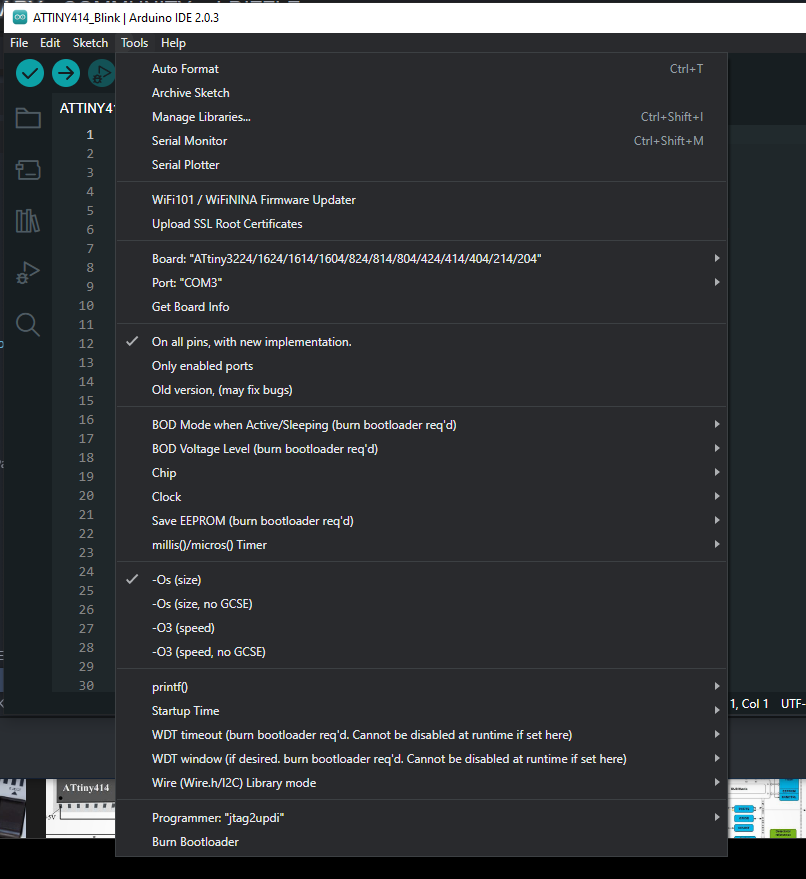 ATTINY414_Blink | Arduino IDE 2.0.3
File Edit Sketch Tools Help
Auto Format Ctrl+T
Archive Sketch
ATTINY4
Manage Libraries... Ctrl+Shift+I
1
Serial Monitor Ctrl+Shift+M
2
Serial Plotter
3
4
WiFi101 / WiFiNINA Firmware Updater
5
Upload SSL Root Certificates
6
7
Board: "ATtiny3224/1624/1614/1604/824/814/804/424/414/404/214/204"
8
Port: "COM3"
9
Get Board Info
10
11
On all pins, with new implementation.
12
Only enabled ports
13
Old version, (may fix bugs)
14
15
BOD Mode when Active/Sleeping (burn bootloader req'd)
16
BOD Voltage Level (burn bootloader req'd)
17
Chip
18
19
Clock
20
Save EEPROM (burn bootloader req'd)
21
millis()/micros() Timer
22
23
-Os (size)
24
-Os (size, no GCSE)
25
26
-O3 (speed)
27
-O3 (speed, no GCSE)
28
29
printf()
30
Startup Time
1, Col 1 UTF-
WDT timeout (burn bootloader req'd. Cannot be disabled at runtime if set here)
WDT window (if desired. burn bootloader req'd. Cannot be disabled at runtime if set here)
Wire (Wire.h/I2C) Library mode
ATtiny414
Programmer: "jtag2updi"
Burn Bootloader